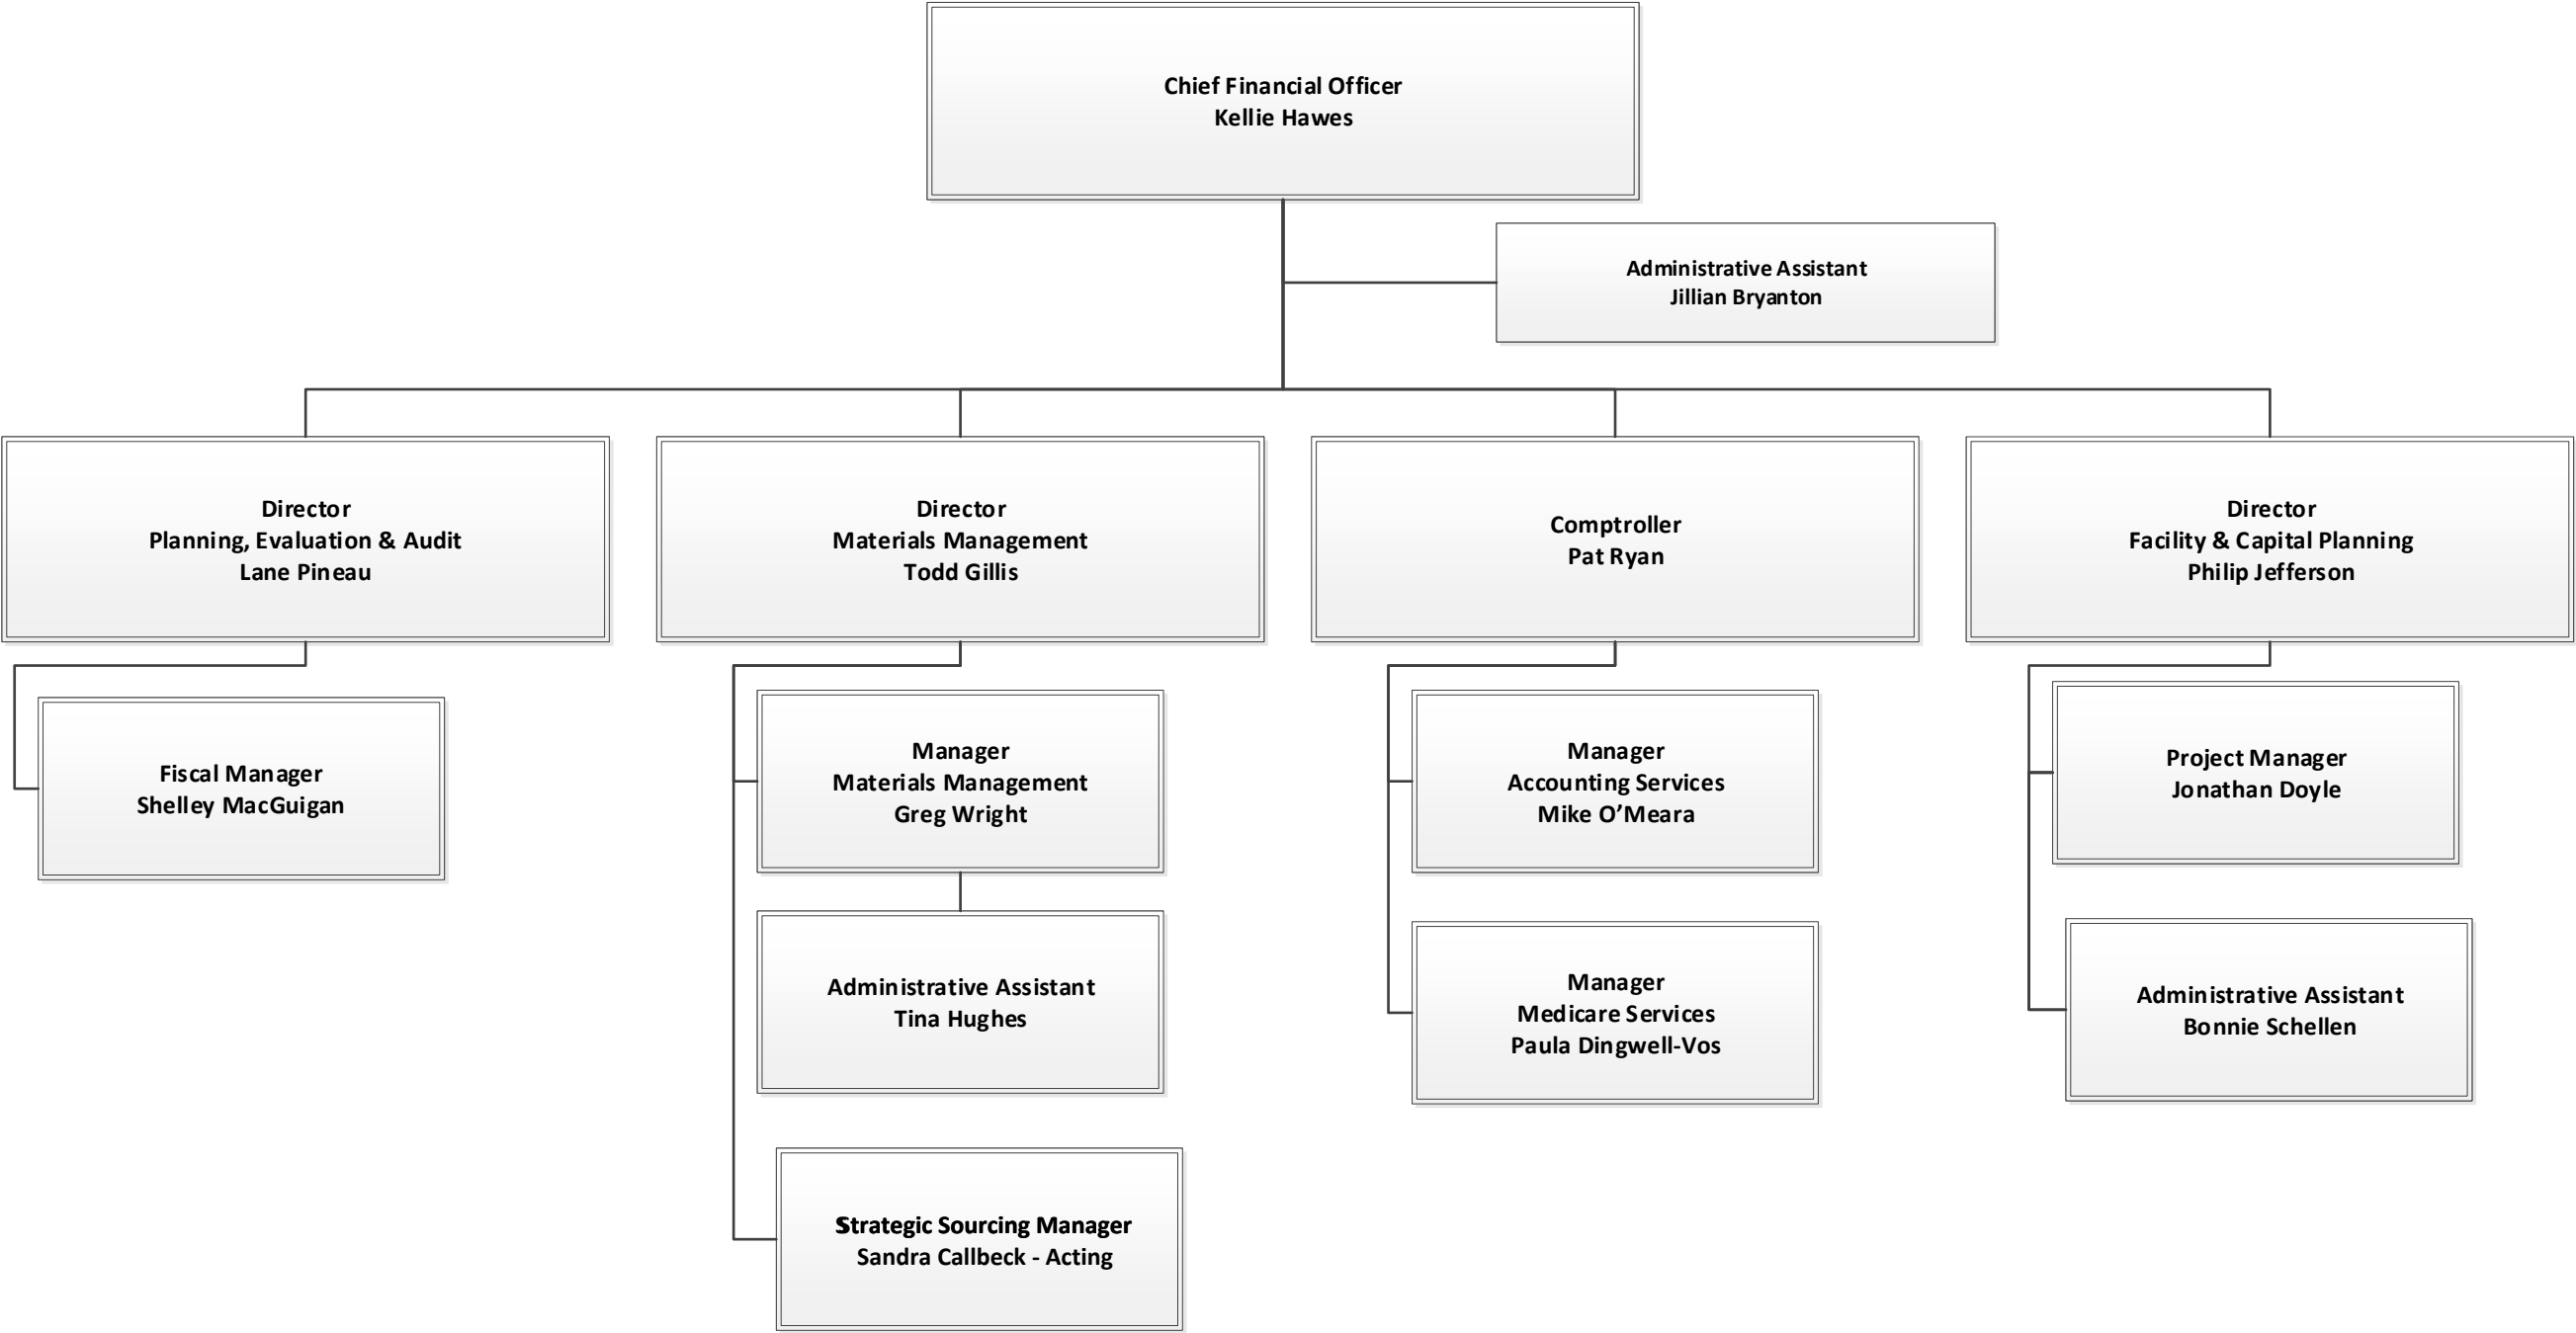 Chief Financial Officer
Kellie Hawes
Administrative Assistant
Jillian Bryanton
Director
Planning, Evaluation & Audit
Lane Pineau
Director
Materials Management
Todd Gillis
Comptroller
Pat Ryan
Director
Facility & Capital Planning
Philip Jefferson
Fiscal Manager
Shelley MacGuigan
Manager
Materials Management
Greg Wright
Administrative Assistant
Tina Hughes
Strategic Sourcing Manager
Sandra Callbeck - Acting
Manager
Accounting Services
Mike O’Meara
Manager
Medicare Services
Paula Dingwell-Vos
Project Manager
Jonathan Doyle
Administrative Assistant
Bonnie Schellen